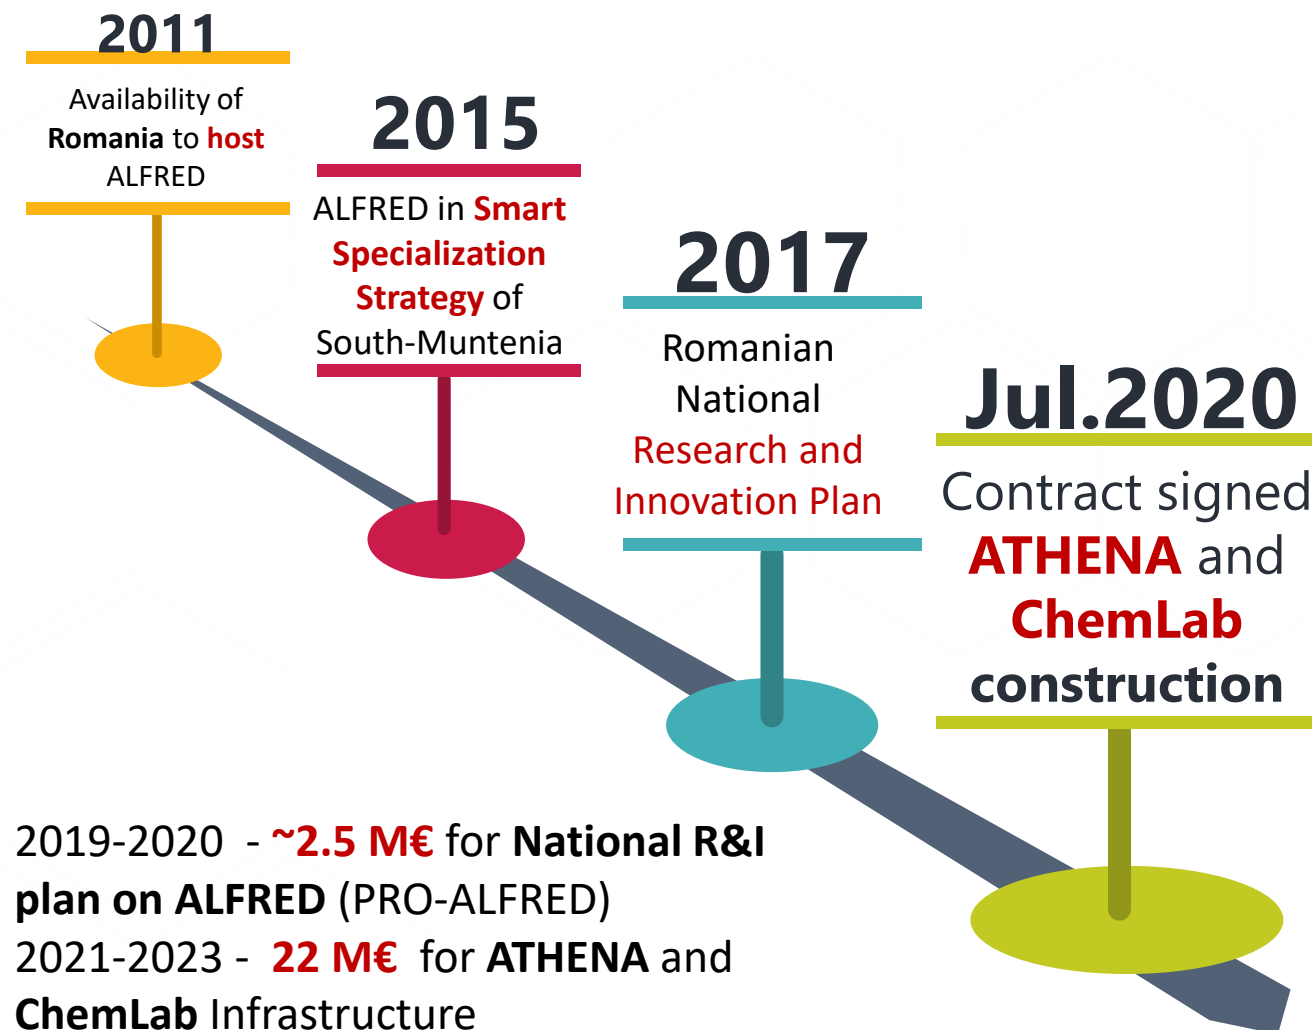 2011
Availability of
Romania to host
ALFRED
2015
ALFRED in Smart
Specialization
Strategy of
South-Muntenia
2017
Romanian
National
Research and
Innovation Plan
Jul.2020
Contract signed
ATHENA and
ChemLab
construction
2019-2020 - ~2.5 M€ for National R&I
plan on ALFRED (PRO-ALFRED)
2021-2023 - 22 M€ for ATHENA and
ChemLab Infrastructure